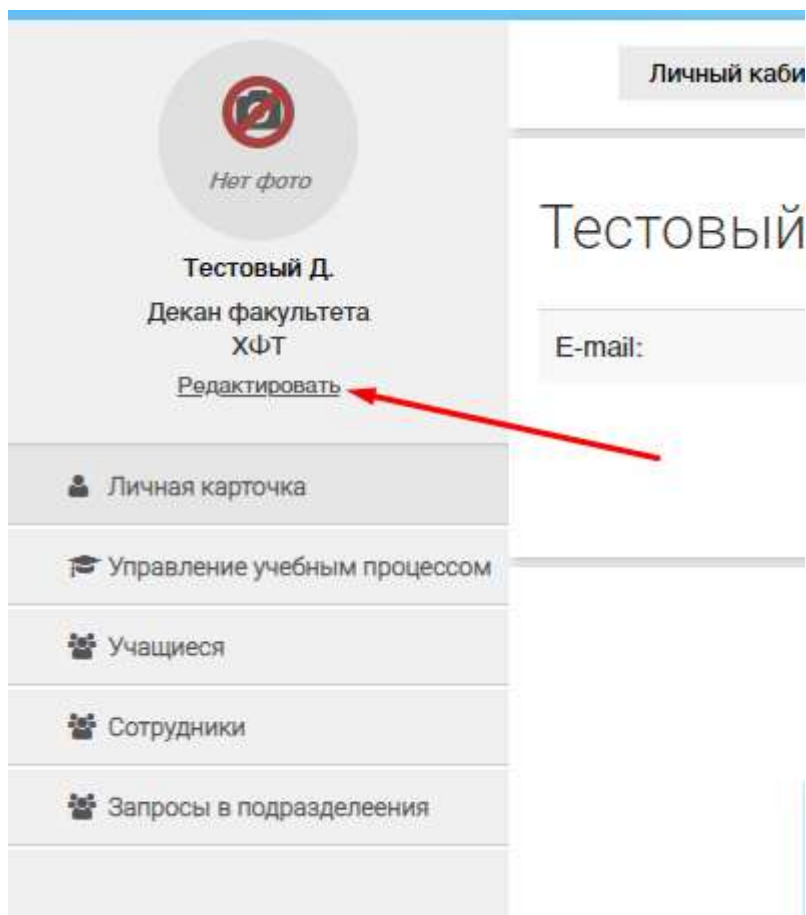 Личный каби
Нет фото
Тестовый
Тестовый Д.
Декан факультета
ХФТ
E-mail:
Редактировать
Личная карточка
Управление учебным процессом
Учащиеся
Сотрудники
Запросы в подразделеения